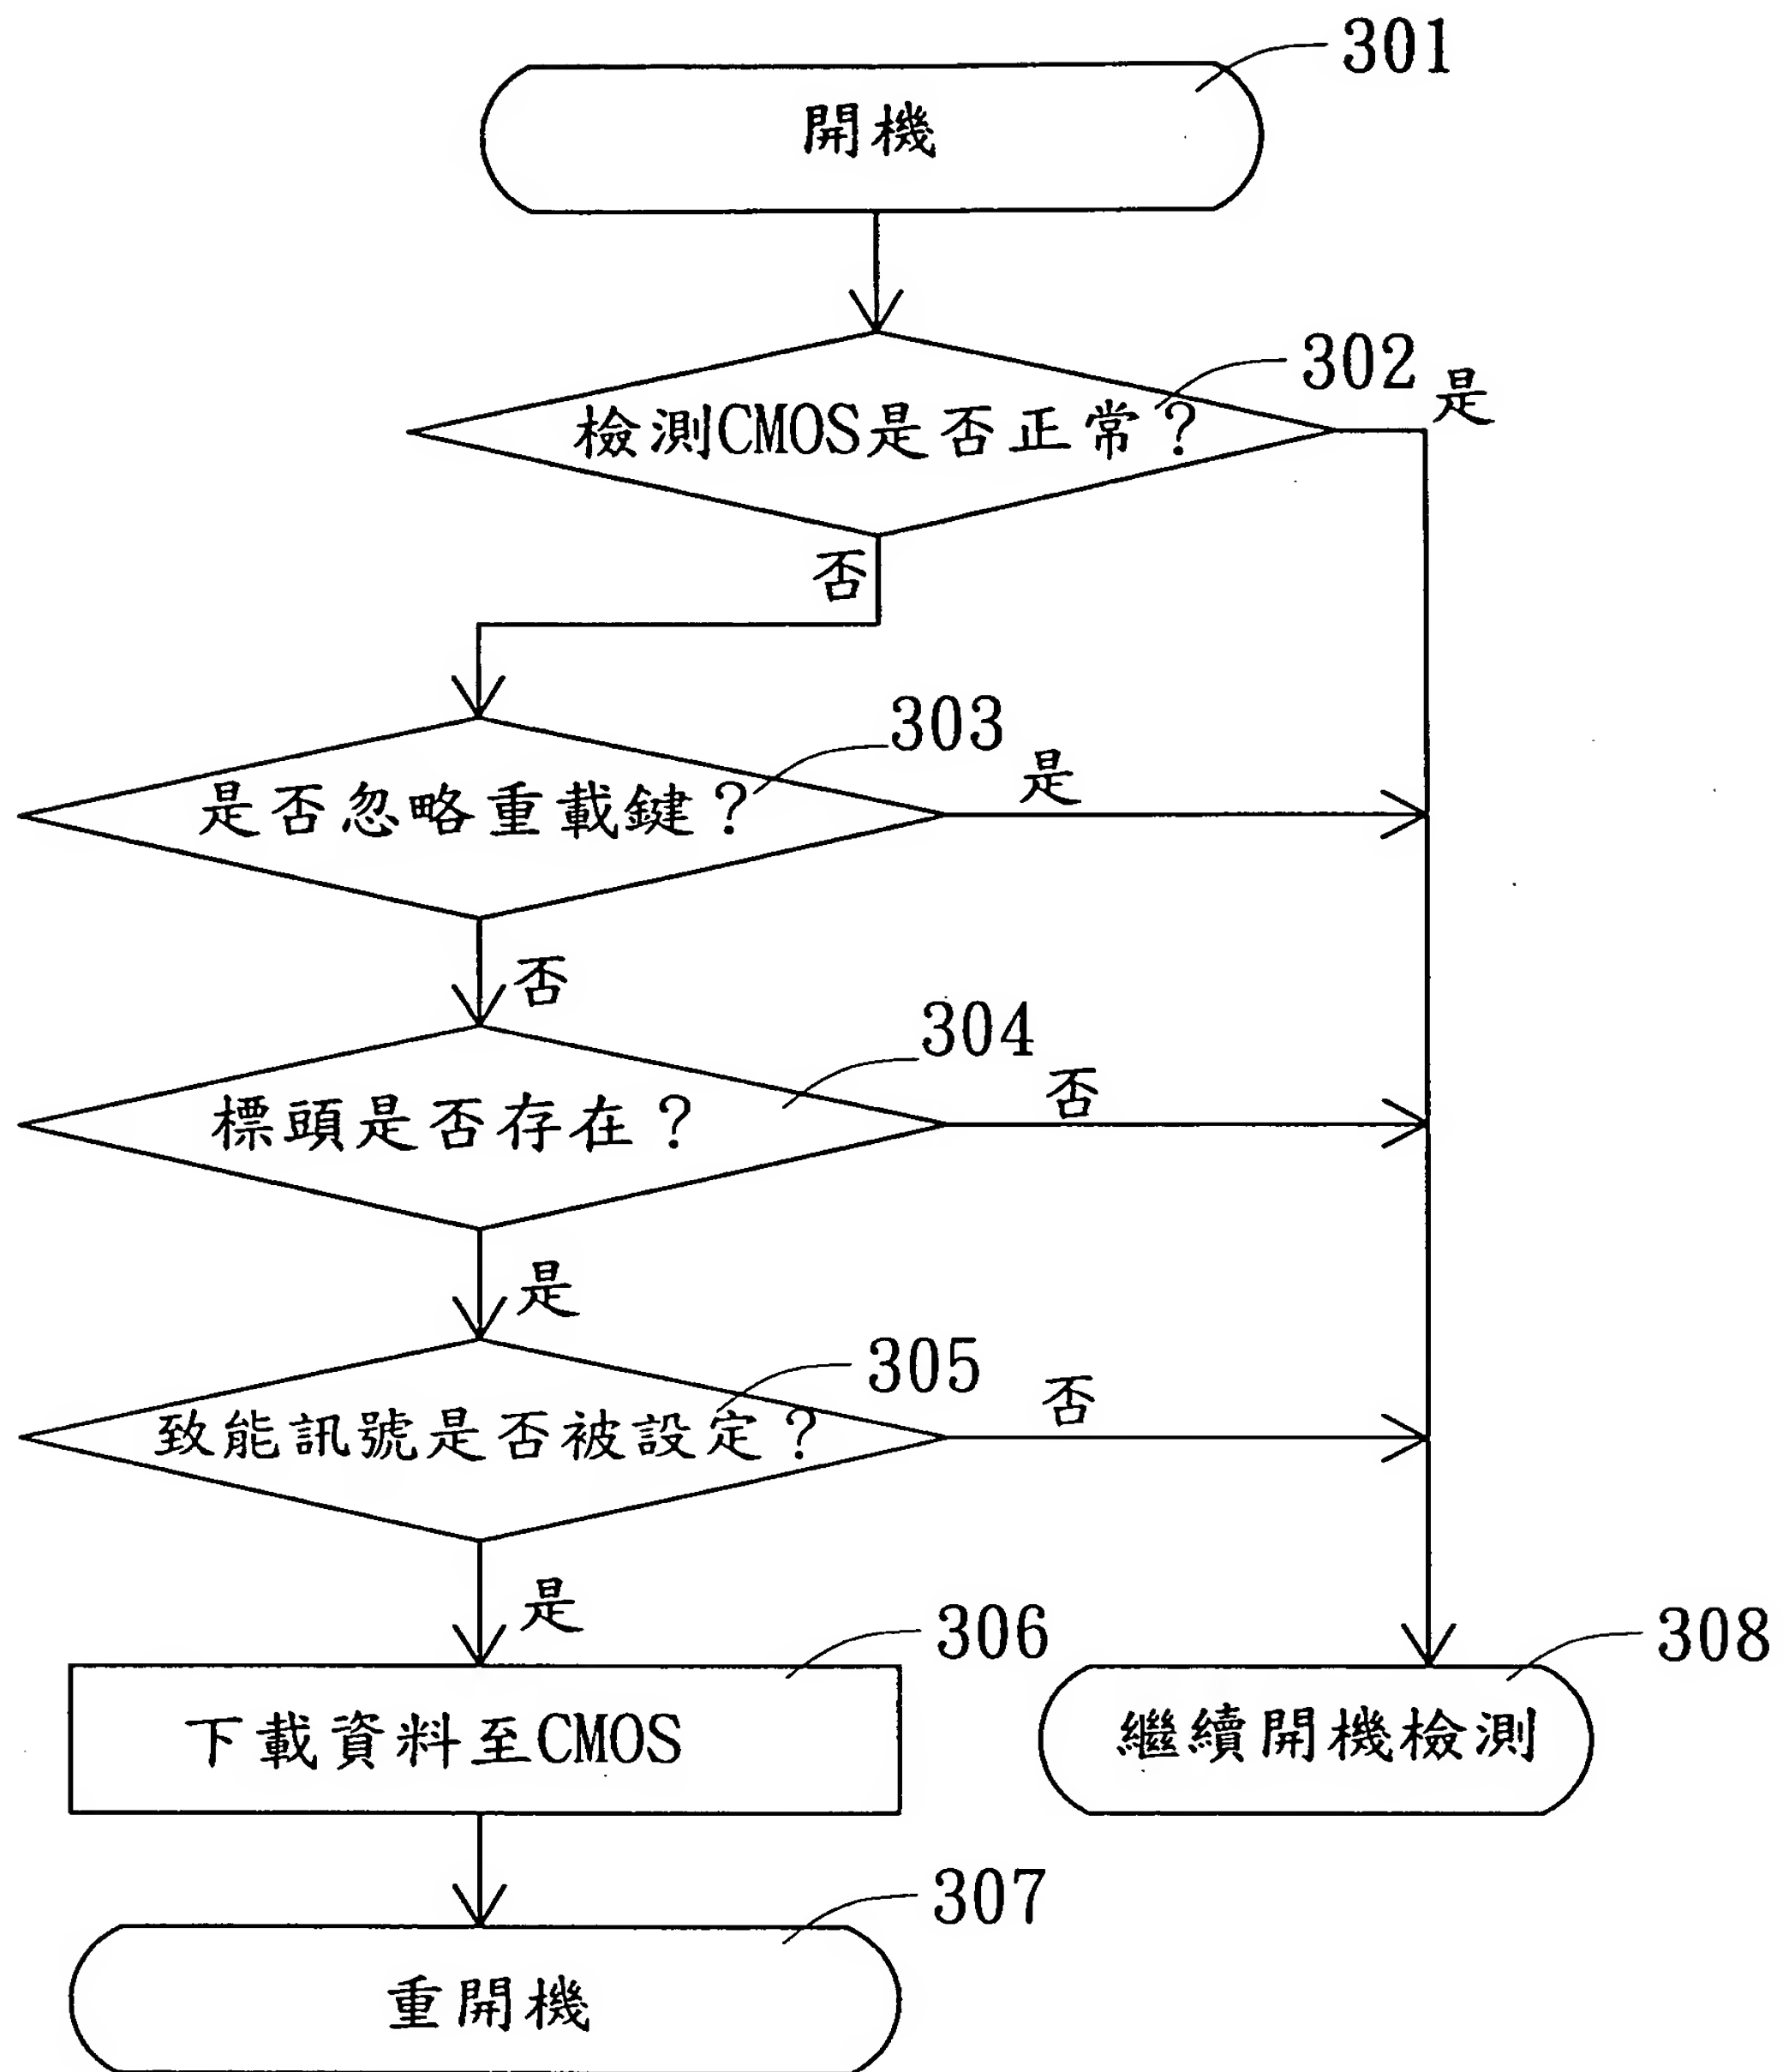 301
開機
302
是
檢測CMOS是否正常？
否
303
是
是否忽略重載鍵？
否
304
否
標頭是否存在？
是
305
否
致能訊號是否被設定？
是
306
308
下載資料至CMOS
繼續開機檢測
307
重開機